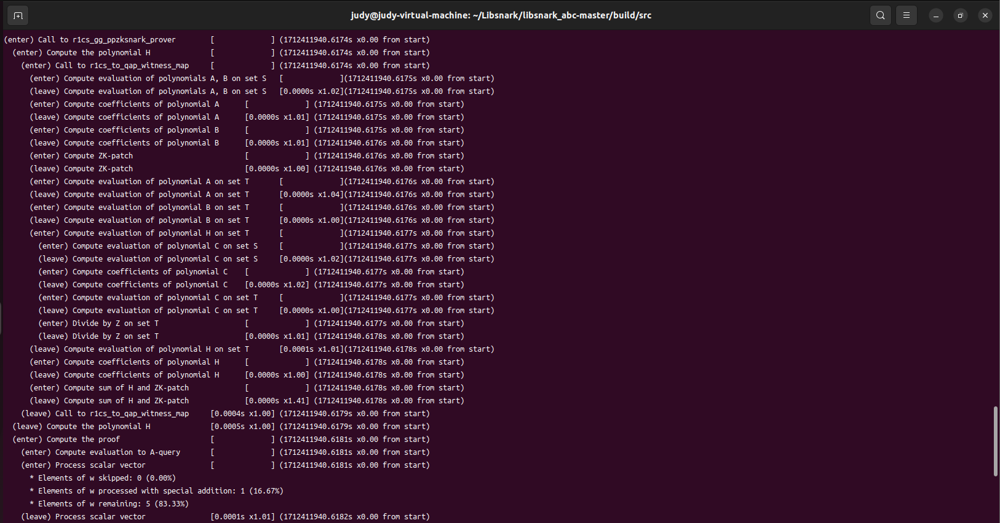 judy@judy-virtual-machine: ~/Libsnark/libsnark_abc-master/build/src
(enter) Call to r1cs_gg_ppzksnark_prover        [             ] (1712411940.6174s x0.00 from start)
  (enter) Compute the polynomial H              [             ] (1712411940.6174s x0.00 from start)
    (enter) Call to r1cs_to_qap_witness_map     [             ] (1712411940.6174s x0.00 from start)
      (enter) Compute evaluation of polynomials A, B on set S   [             ](1712411940.6175s x0.00 from start)
      (leave) Compute evaluation of polynomials A, B on set S   [0.0000s x1.02](1712411940.6175s x0.00 from start)
      (enter) Compute coefficients of polynomial A      [             ] (1712411940.6175s x0.00 from start)
      (leave) Compute coefficients of polynomial A      [0.0000s x1.01] (1712411940.6175s x0.00 from start)
      (enter) Compute coefficients of polynomial B      [             ] (1712411940.6175s x0.00 from start)
      (leave) Compute coefficients of polynomial B      [0.0000s x1.01] (1712411940.6176s x0.00 from start)
      (enter) Compute ZK-patch                          [             ] (1712411940.6176s x0.00 from start)
      (leave) Compute ZK-patch                          [0.0000s x1.00] (1712411940.6176s x0.00 from start)
      (enter) Compute evaluation of polynomial A on set T       [             ](1712411940.6176s x0.00 from start)
      (leave) Compute evaluation of polynomial A on set T       [0.0000s x1.04](1712411940.6176s x0.00 from start)
      (enter) Compute evaluation of polynomial B on set T       [             ](1712411940.6176s x0.00 from start)
      (leave) Compute evaluation of polynomial B on set T       [0.0000s x1.00](1712411940.6176s x0.00 from start)
      (enter) Compute evaluation of polynomial H on set T       [             ](1712411940.6177s x0.00 from start)
        (enter) Compute evaluation of polynomial C on set S     [             ](1712411940.6177s x0.00 from start)
        (leave) Compute evaluation of polynomial C on set S     [0.0000s x1.02](1712411940.6177s x0.00 from start)
        (enter) Compute coefficients of polynomial C    [             ] (1712411940.6177s x0.00 from start)
        (leave) Compute coefficients of polynomial C    [0.0000s x1.02] (1712411940.6177s x0.00 from start)
        (enter) Compute evaluation of polynomial C on set T     [             ](1712411940.6177s x0.00 from start)
        (leave) Compute evaluation of polynomial C on set T     [0.0000s x1.00](1712411940.6177s x0.00 from start)
        (enter) Divide by Z on set T                    [             ] (1712411940.6177s x0.00 from start)
        (leave) Divide by Z on set T                    [0.0000s x1.01] (1712411940.6178s x0.00 from start)
      (leave) Compute evaluation of polynomial H on set T       [0.0001s x1.01](1712411940.6178s x0.00 from start)
      (enter) Compute coefficients of polynomial H      [             ] (1712411940.6178s x0.00 from start)
      (leave) Compute coefficients of polynomial H      [0.0000s x1.00] (1712411940.6178s x0.00 from start)
      (enter) Compute sum of H and ZK-patch             [             ] (1712411940.6178s x0.00 from start)
      (leave) Compute sum of H and ZK-patch             [0.0000s x1.41] (1712411940.6178s x0.00 from start)
    (leave) Call to r1cs_to_qap_witness_map     [0.0004s x1.00] (1712411940.6179s x0.00 from start)
  (leave) Compute the polynomial H              [0.0005s x1.00] (1712411940.6179s x0.00 from start)
  (enter) Compute the proof                     [             ] (1712411940.6181s x0.00 from start)
    (enter) Compute evaluation to A-query       [             ] (1712411940.6181s x0.00 from start)
    (enter) Process scalar vector               [             ] (1712411940.6181s x0.00 from start)
      * Elements of w skipped: 0 (0.00%)
      * Elements of w processed with special addition: 1 (16.67%)
      * Elements of w remaining: 5 (83.33%)
    (leave) Process scalar vector               [0.0001s x1.01] (1712411940.6182s x0.00 from start)